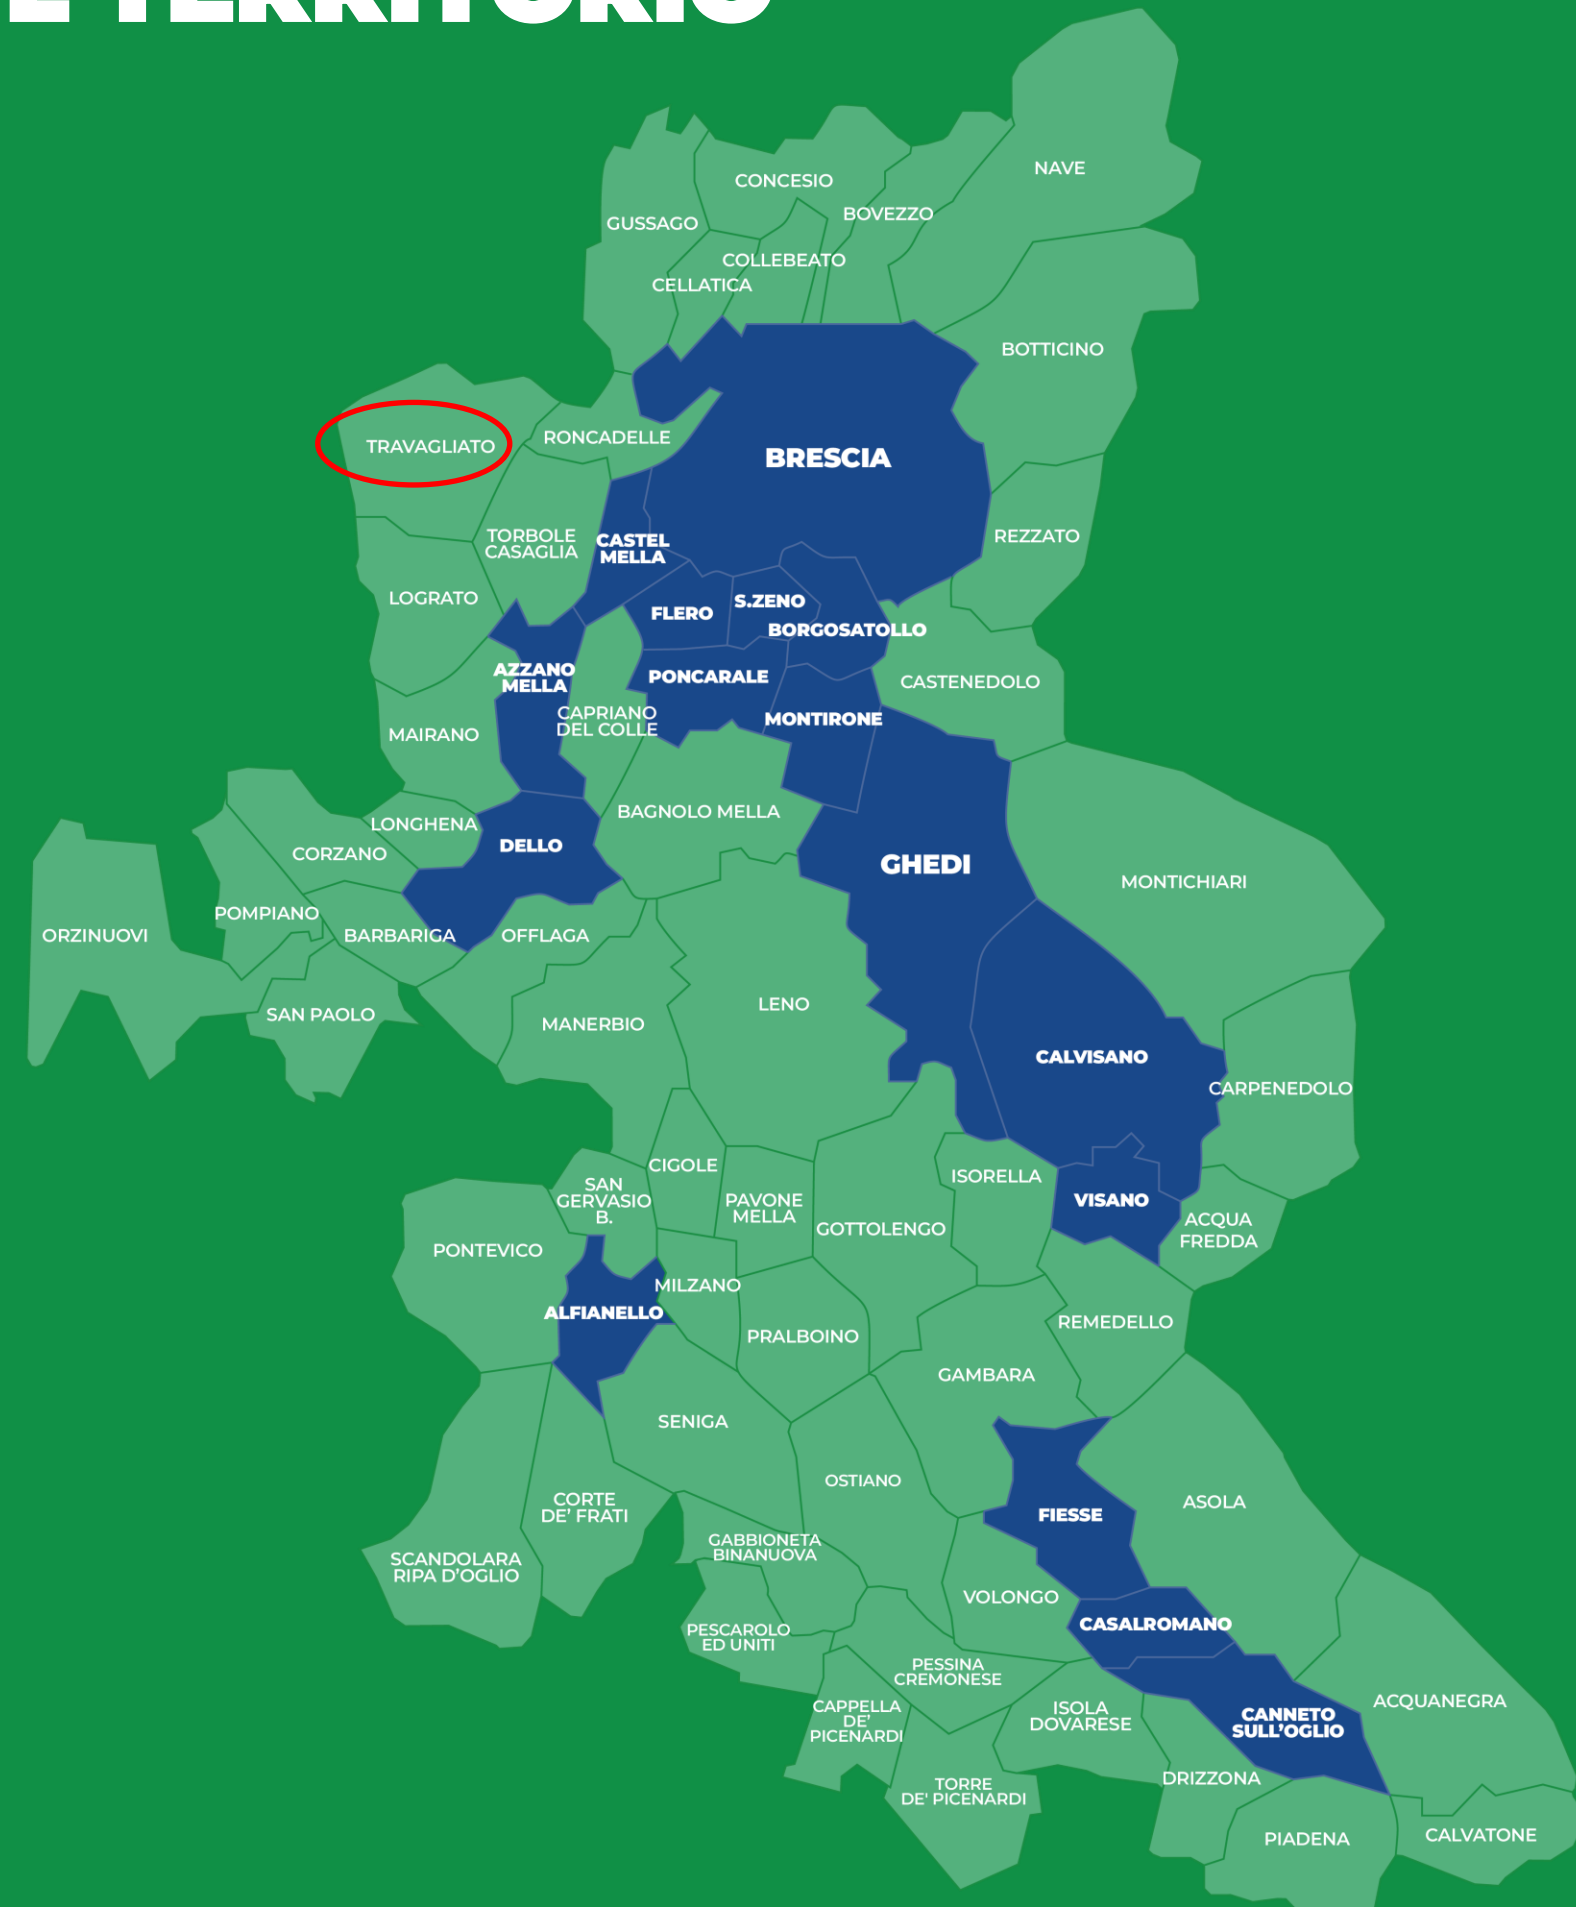 E TERRITORIO
NAVE
CONCESIO
BOVEZZO
GUSSAGO
COLLEBEATO
CELLATICA
BOTTICINO
RONCADELLE
TRAVAGLIATO
BRESCIA
TORBOLE
CASAGLIA
CASTEL
MELLA
REZZATO
LOGRATO
FLERO
S.ZENO
BORGOSATOLLO
AZZANO
MELLA
PONCARALE
CASTENEDOLO
CAPRIANO
DEL COLLE
MONTIRONE
MAIRANO
BAGNOLO MELLA
LONGHENA
DELLO
CORZANO
GHEDI
MONTICHIARI
POMPIANO
ORZINUOVI
BARBARIGA
OFFLAGA
SAN PAOLO
MANERBIO
LENO
CALVISANO
CARPENEDOLO
CIGOLE
ISORELLA
SAN
GERVASIO
B.
PAVONE
MELLA
VISANO
GOTTOLENGO
ACQUA
FREDDA
PONTEVICO
MILZANO
ALFIANELLO
REMEDELLO
PRALBOINO
GAMBARA
SENIGA
OSTIANO
CORTE
DE' FRATI
FIESSE
ASOLA
GABBIONETA
BINANUOVA
SCANDOLARA
RIPA D'OGLIO
VOLONGO
CASALROMANO
PESCAROLO
ED UNITI
PESSINA
CREMONESE
CAPPELLA
DE'
PICENARDI
ISOLA
DOVARESE
CANNETO
SULL'OGLIO
ACQUANEGRA
DRIZZONA
TORRE
DE' PICENARDI
PIADENA
CALVATONE